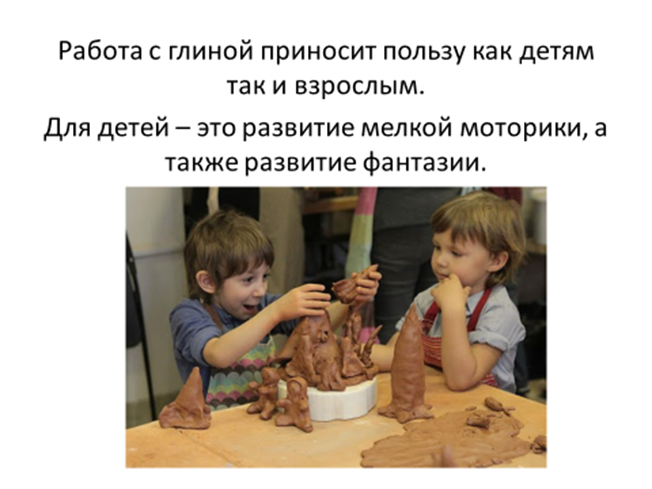 Работа с глиной приносит пользу как детям
так и взрослым.
Для детей – это развитие мелкой моторики, а
также развитие фантазии.